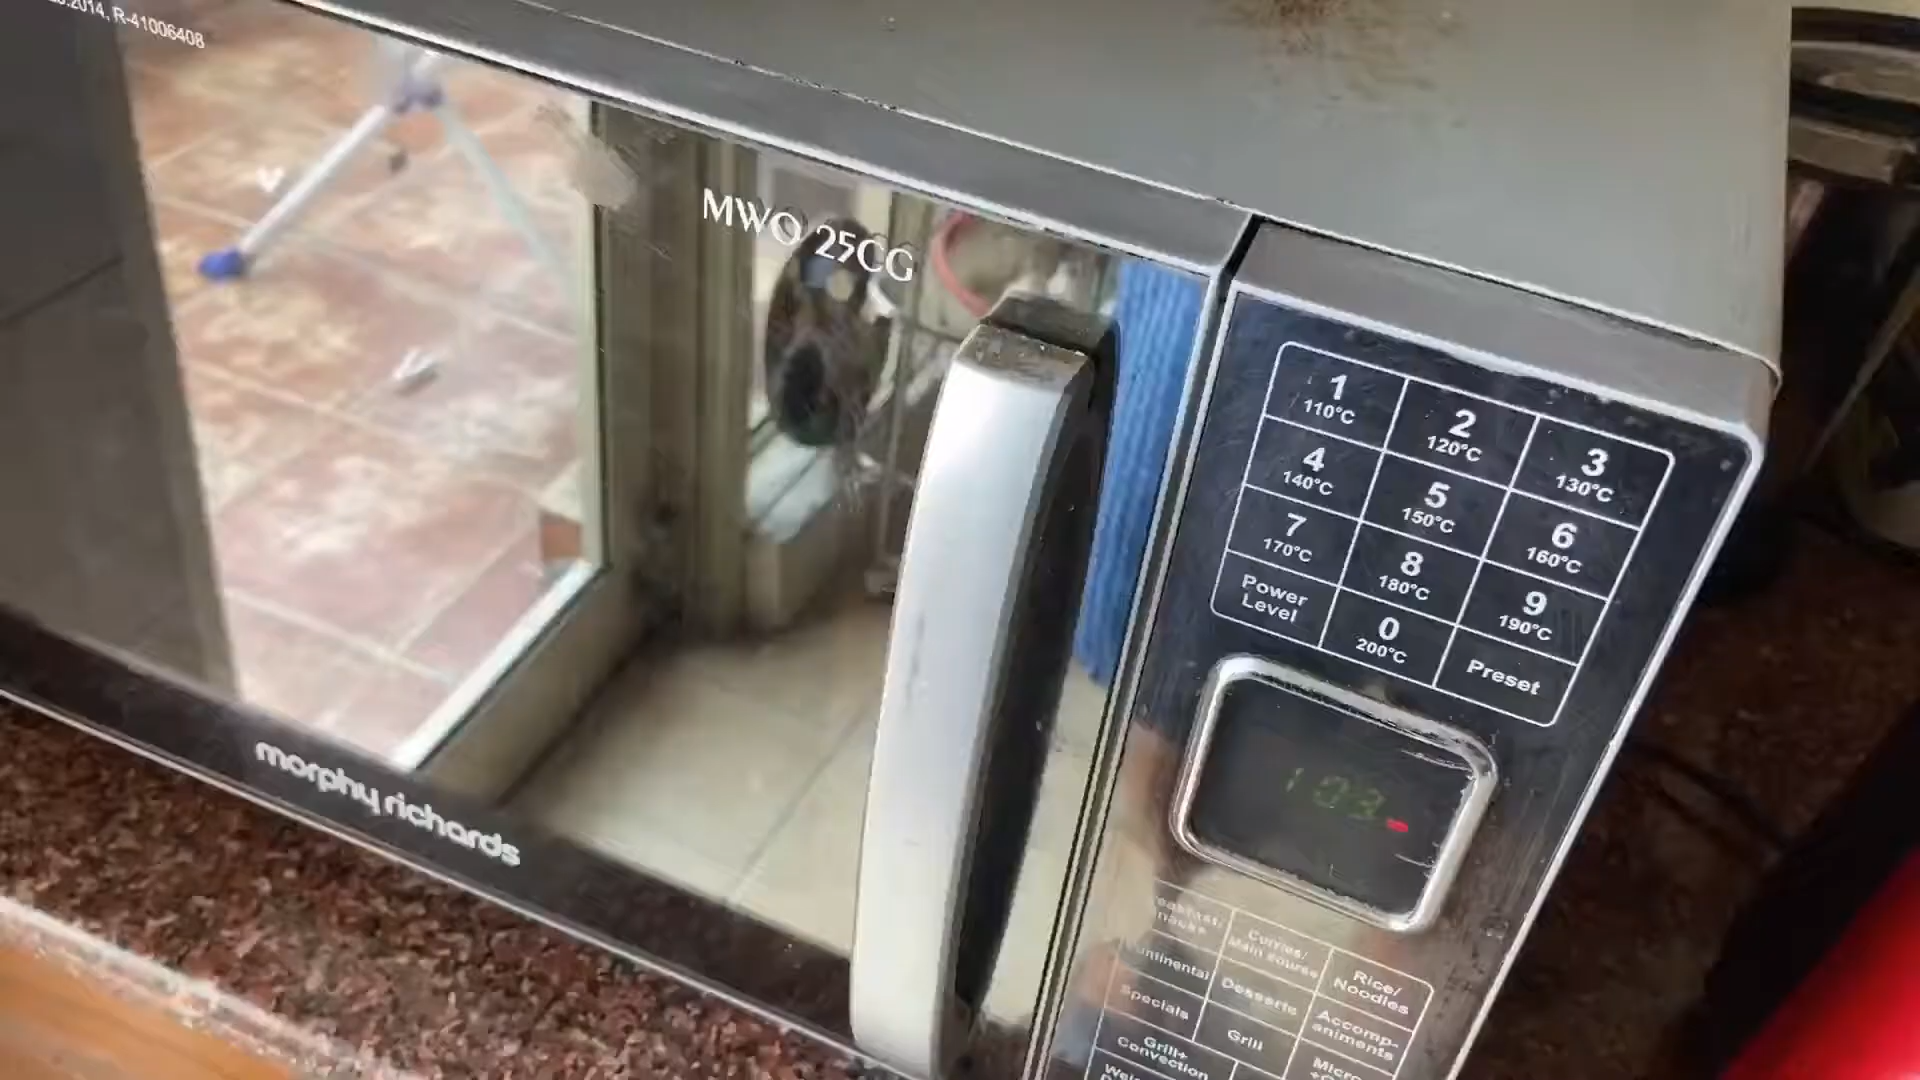 .2014, R-41006408
MWO 25CG
morphy richards
1
110°C
2
120°C
3
130°C
4
140°C
5
150°C
6
160°C
7
170°C
8
180°C
9
190°C
Power
Level
0
200°C
Preset
103
Curries/
Main course
Rice/
Noodles
Desserts
Accomp-
animents
Specials
Grill
Grill+
Convection
Micro